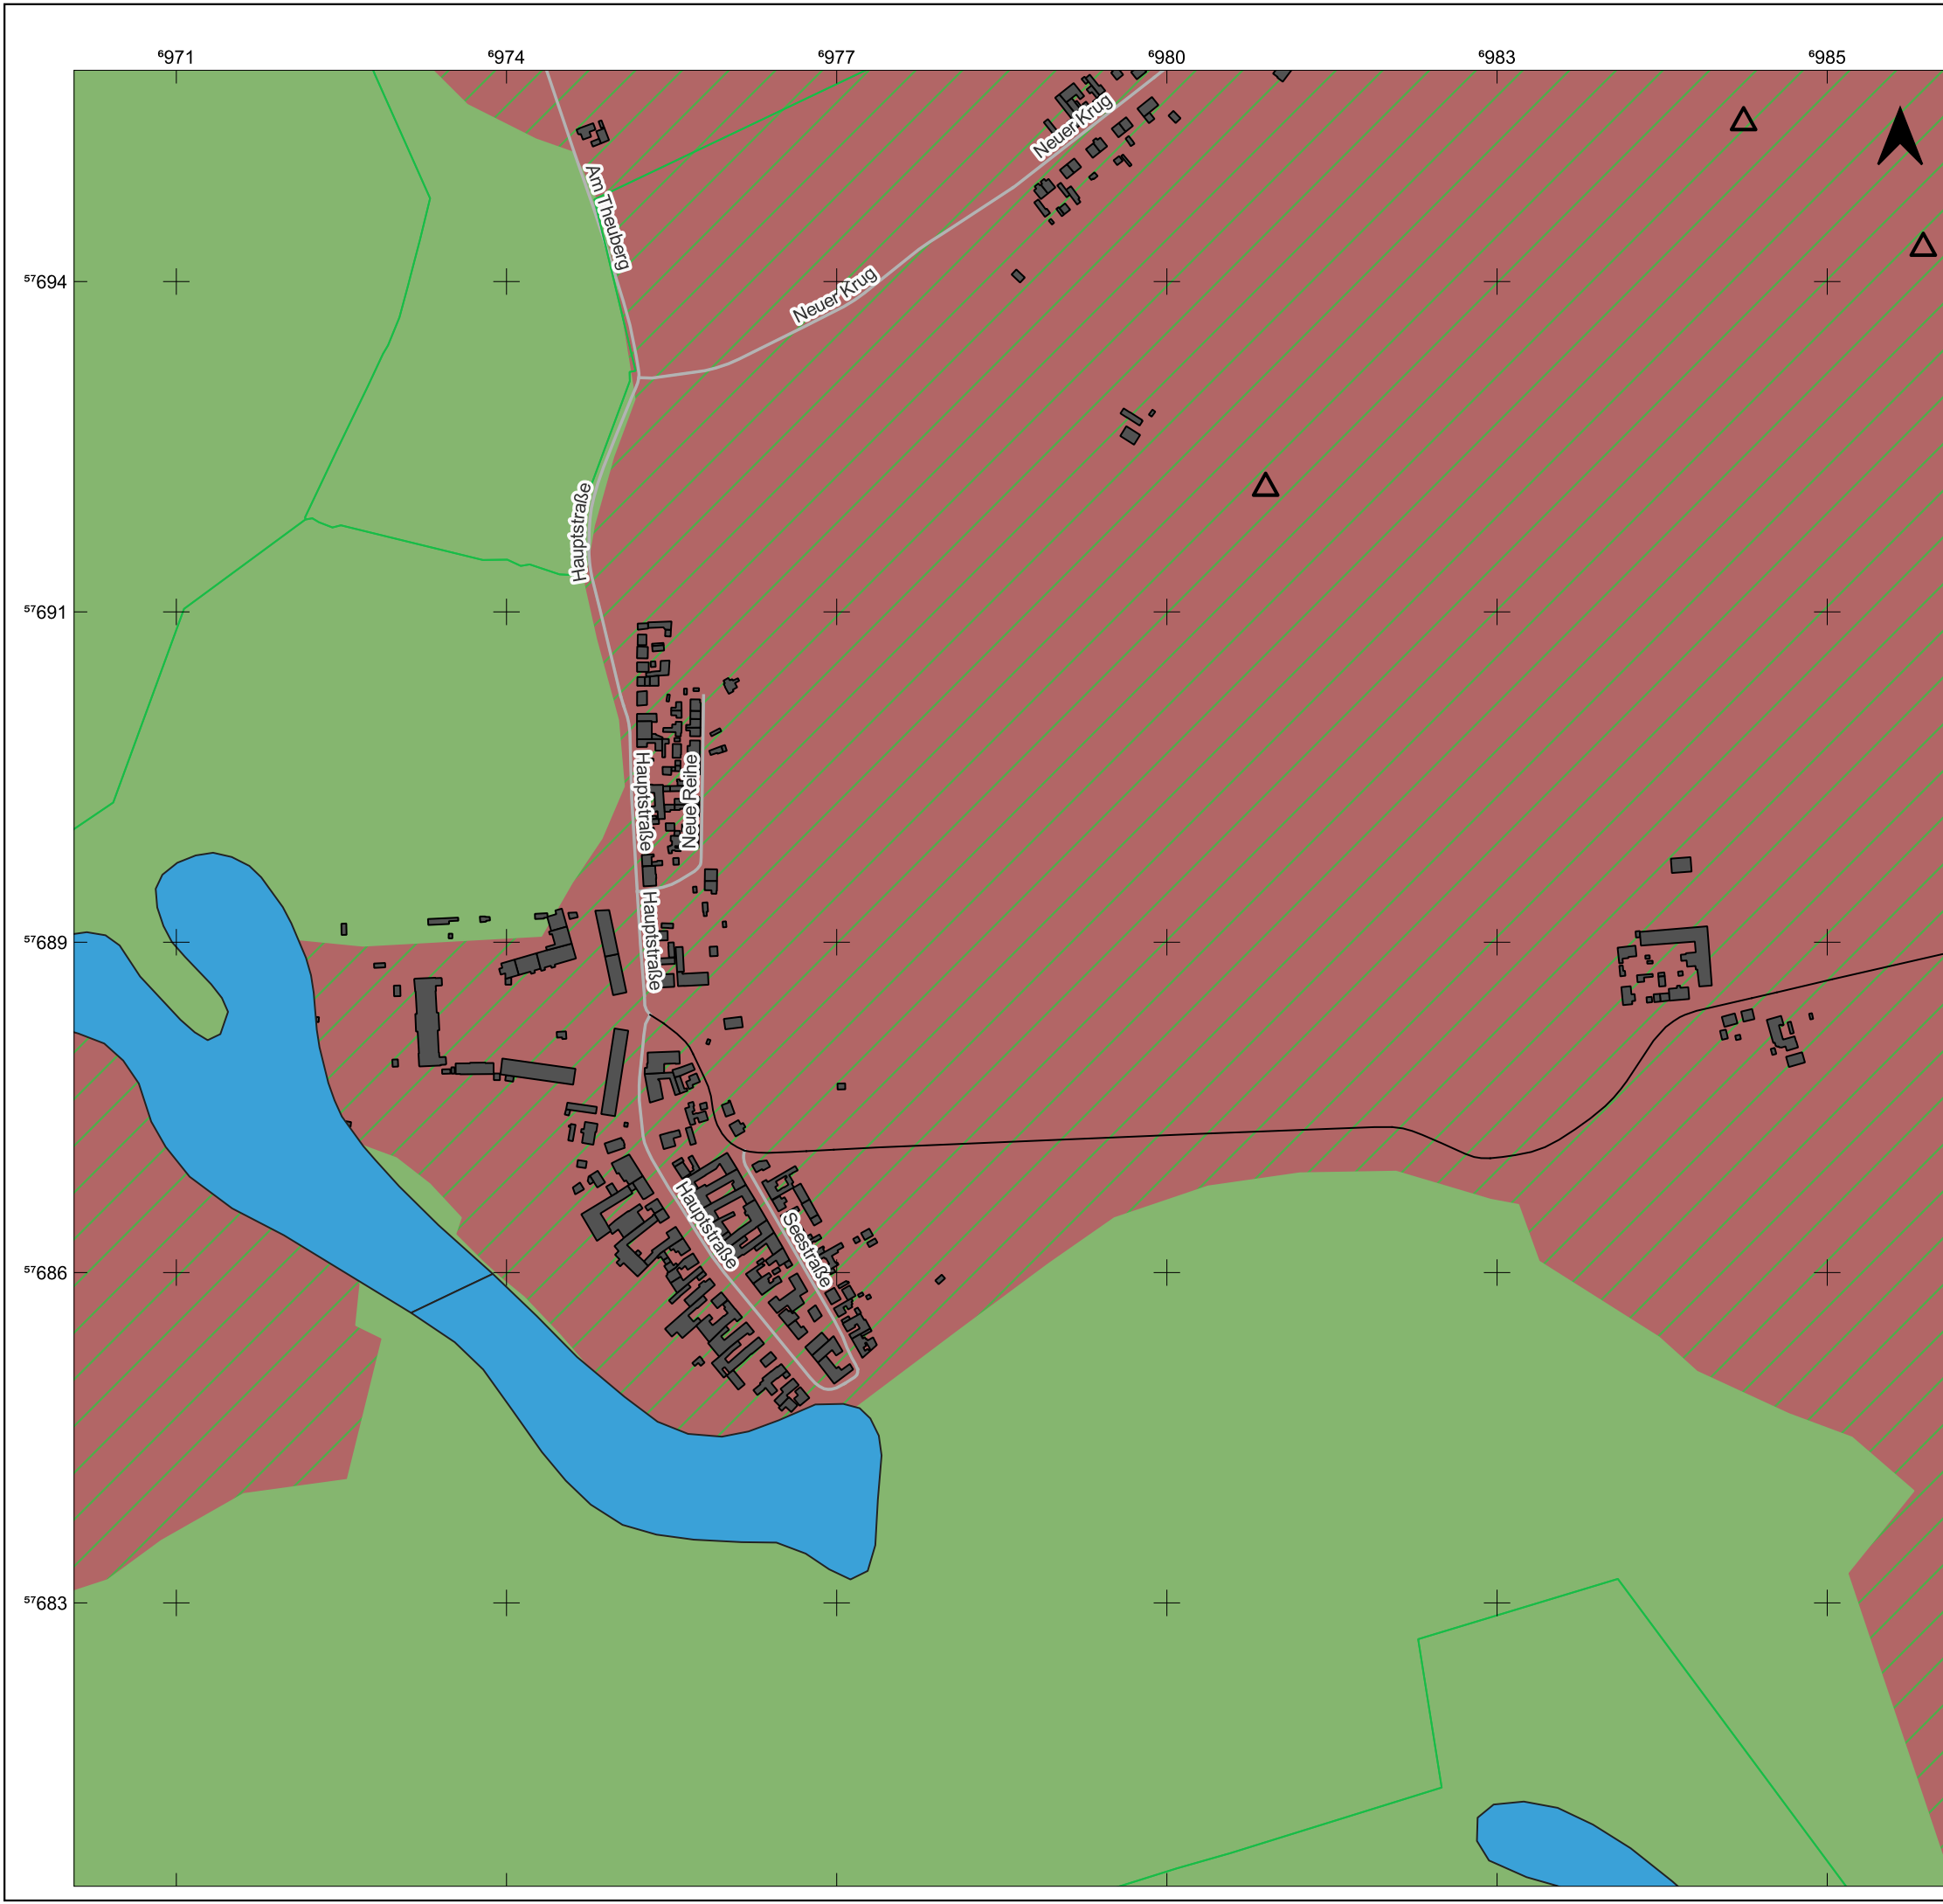 ⁶971 ⁶974 ⁶977 ⁶980 ⁶983 ⁶985
Neuer Krug
Am Theuberg
⁵⁷694
Neuer Krug
Hauptstraße
⁵⁷691
Hauptstraße
Neue Reihe
Hauptstraße
⁵⁷689
Hauptstraße
Seestraße
⁵⁷686
⁵⁷683